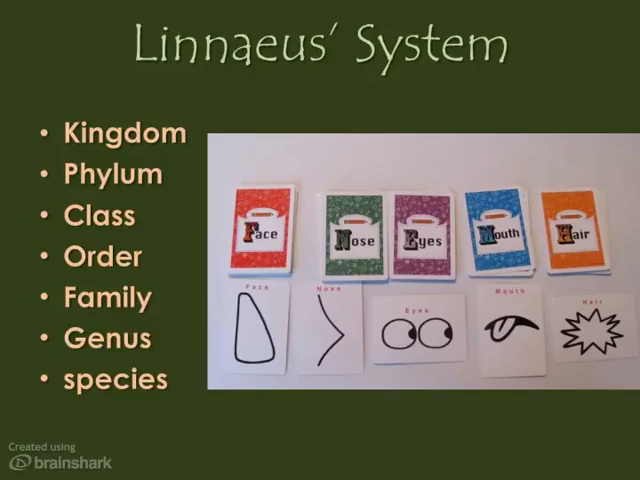 Linnaeus' System
• Kingdom
• Phylum
• Class
• Order
• Family
• Genus
• species
Face
Nose
Eyes
Mouth
Hair
Face
Nose
Eyes
Mouth
Hair
Created using
brainshark